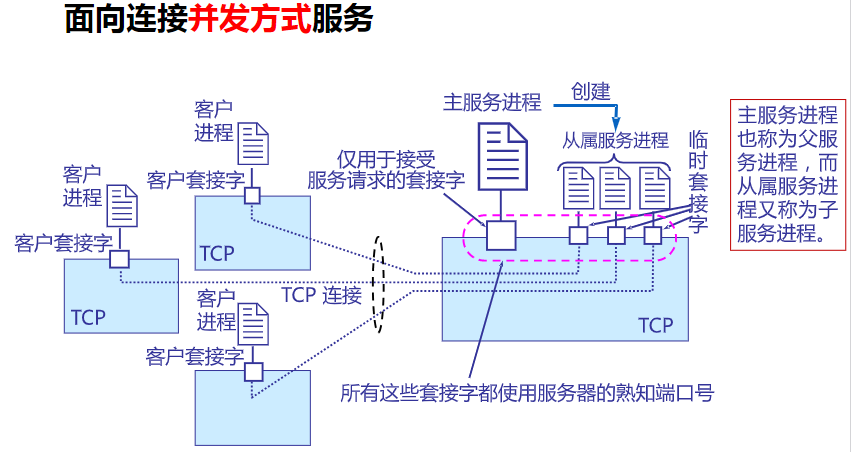 面向连接并发方式服务
客户
进程
客户套接字
TCP
客户
进程
客户套接字
TCP
客户
进程
客户套接字
TCP 连接
仅用于接受
服务请求的套接字
主服务进程
创建
从属服务进程
临时套接字
TCP
所有这些套接字都使用服务器的熟知端口号
主服务进程
也称为父服
务进程，而
从属服务进
程又称为子
服务进程。